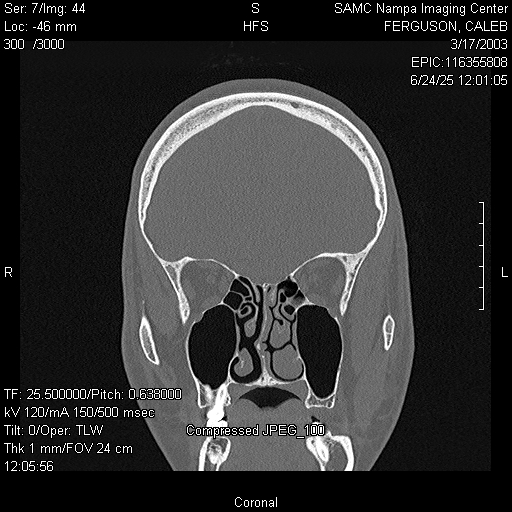 Ser: 7/Img: 44
S
SAMC Nampa Imaging Center
Loc: -46 mm
HFS
FERGUSON, CALEB
300 /3000
3/17/2003
EPIC:116355808
6/24/25 12:01:05
R
L
TF: 25.500000/Pitch: 0.638000
kV 120/mA 150/500 msec
Tilt: 0/Oper: TLW
Compressed JPEG_100
Thk 1 mm/FOV 24 cm
12:05:56
Coronal